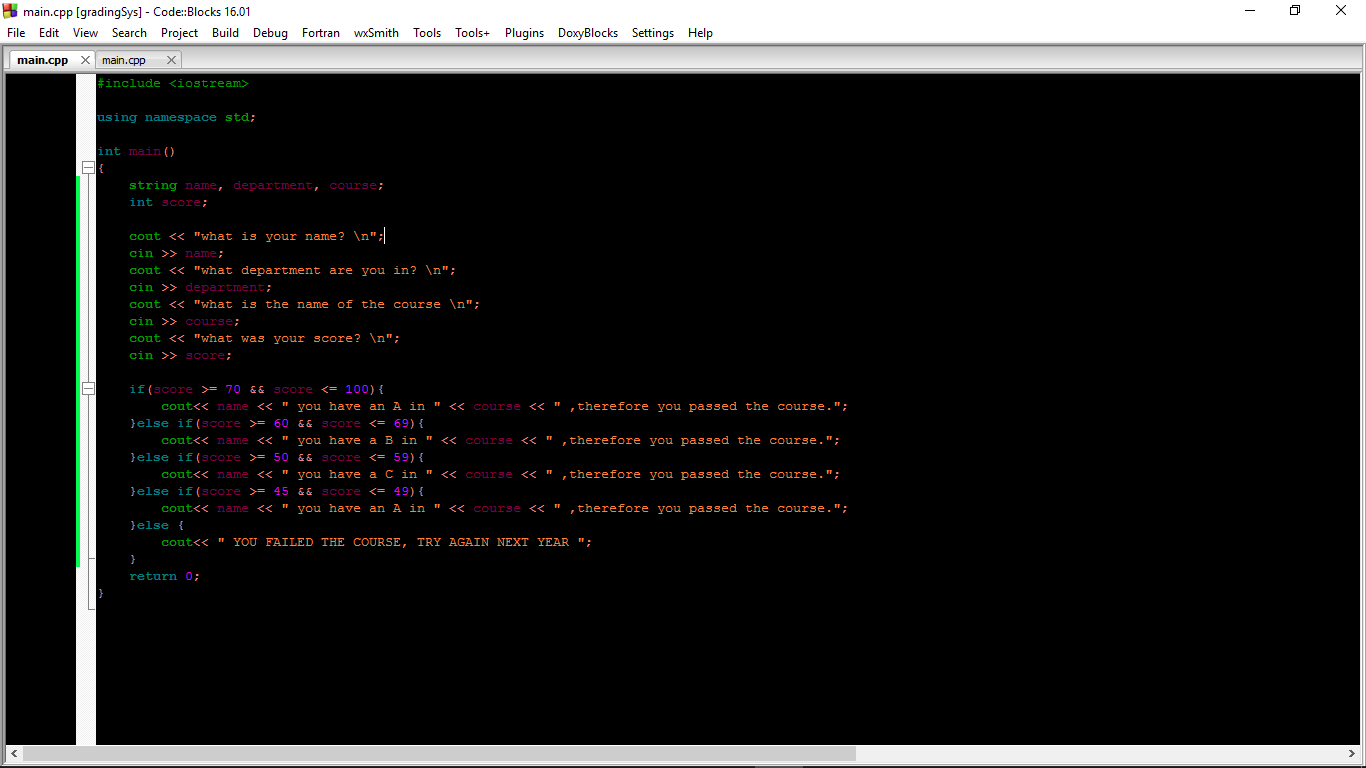 main.cpp [gradingSys] - Code::Blocks 16.01
File Edit View Search Project Build Debug Fortran wxSmith Tools Tools+ Plugins DoxyBlocks Settings Help
main.cpp main.cpp
#include <iostream>
using namespace std;
int main()
{
string name, department, course;
int score;
cout << "what is your name? \n";
cin >> name;
cout << "what department are you in? \n";
cin >> department;
cout << "what is the name of the course \n";
cin >> course;
cout << "what was your score? \n";
cin >> score;
if(score >= 70 && score <= 100){
cout<< name << " you have an A in " << course << " ,therefore you passed the course.";
}else if(score >= 60 && score <= 69){
cout<< name << " you have a B in " << course << " ,therefore you passed the course.";
}else if(score >= 50 && score <= 59){
cout<< name << " you have a C in " << course << " ,therefore you passed the course.";
}else if(score >= 45 && score <= 49){
cout<< name << " you have an A in " << course << " ,therefore you passed the course.";
}else {
cout<< " YOU FAILED THE COURSE, TRY AGAIN NEXT YEAR ";
}
return 0;
}